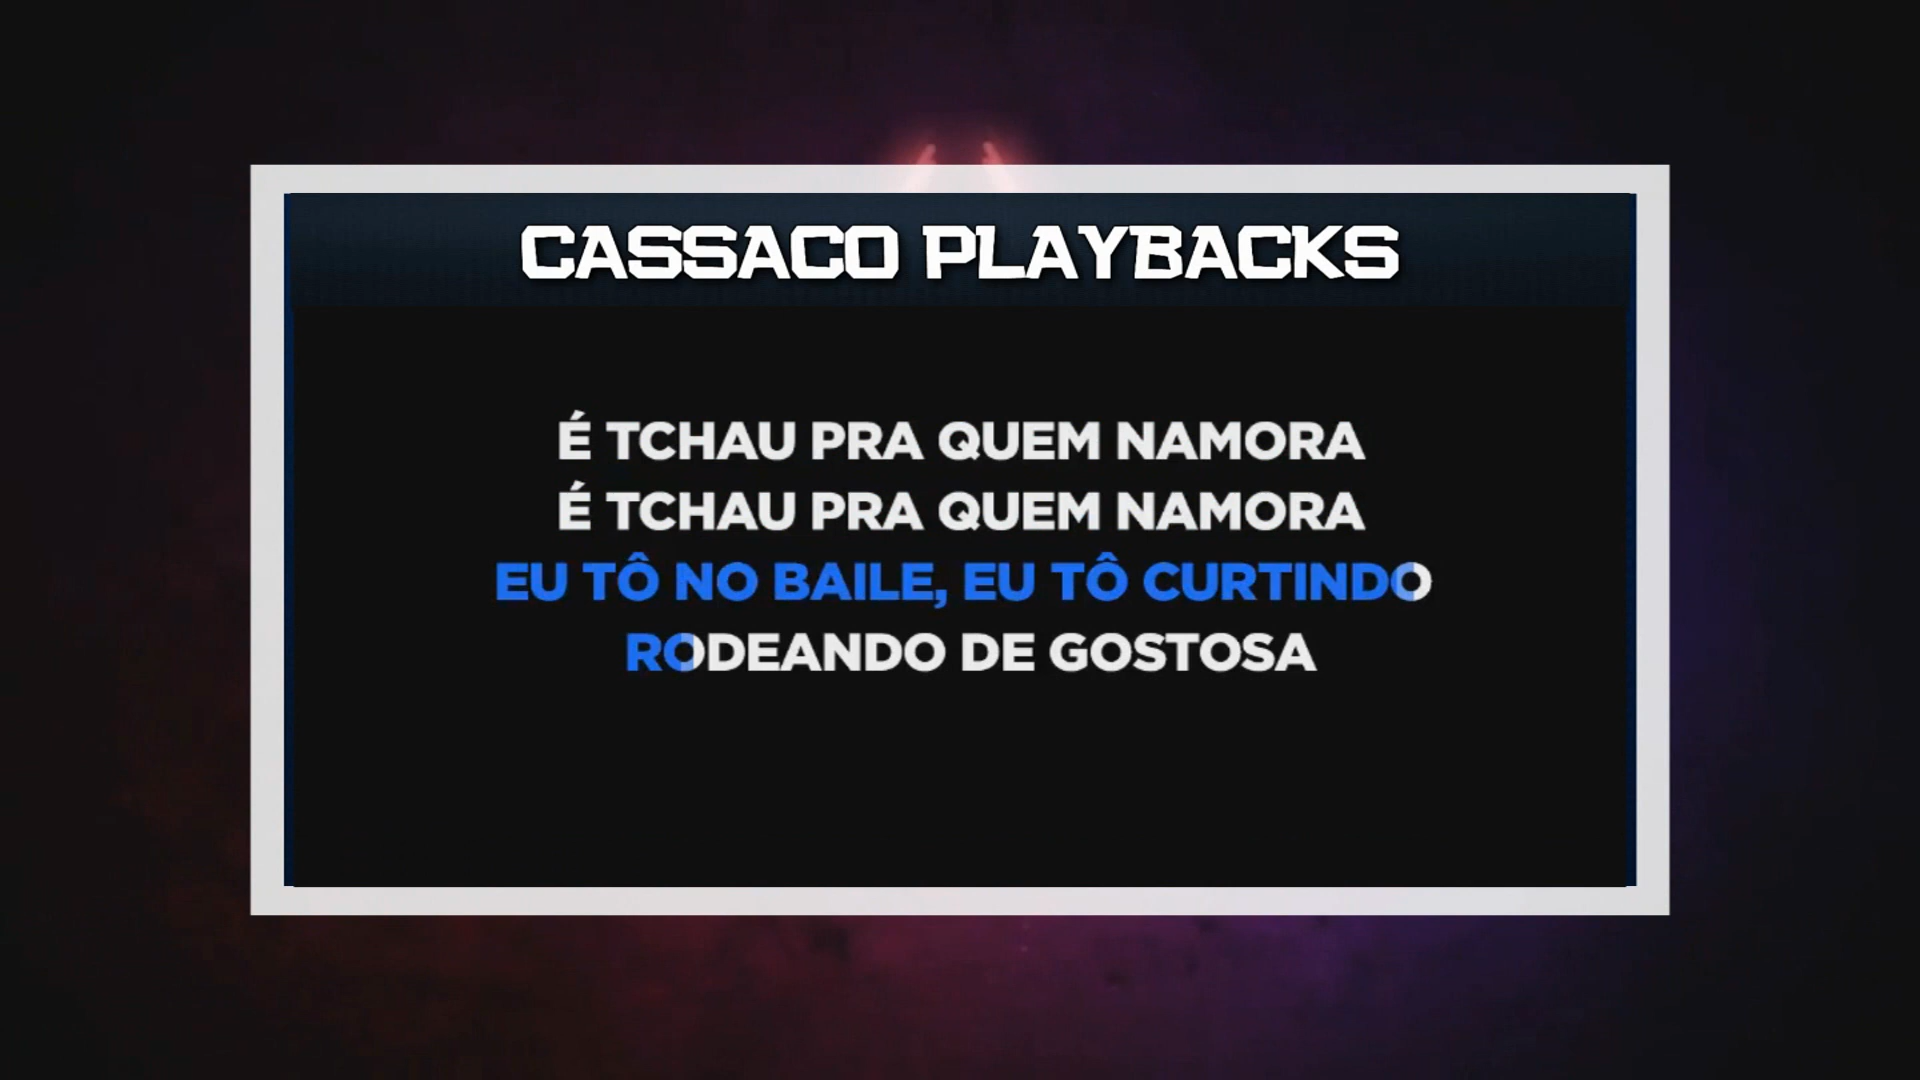 CASSACO PLAYBACKS
É TCHAU PRA QUEM NAMORA
É TCHAU PRA QUEM NAMORA
EU TÔ NO BAILE, EU TÔ CURTINDO
RODEANDO DE GOSTOSA